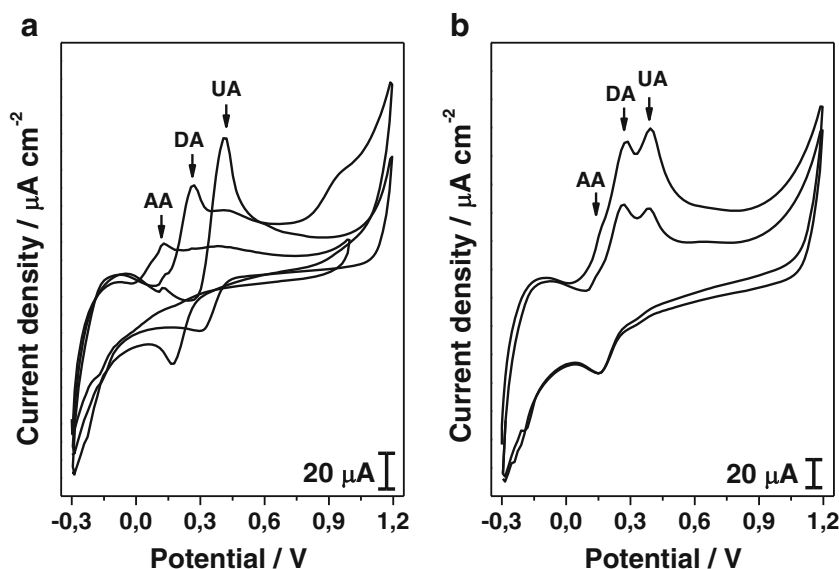 a
Current density / μA cm-2
AA
DA
UA
20 μA
-0,3 0,0 0,3 0,6 0,9 1,2
Potential / V
b
Current density / μA cm-2
AA
DA
UA
20 μA
-0,3 0,0 0,3 0,6 0,9 1,2
Potential / V